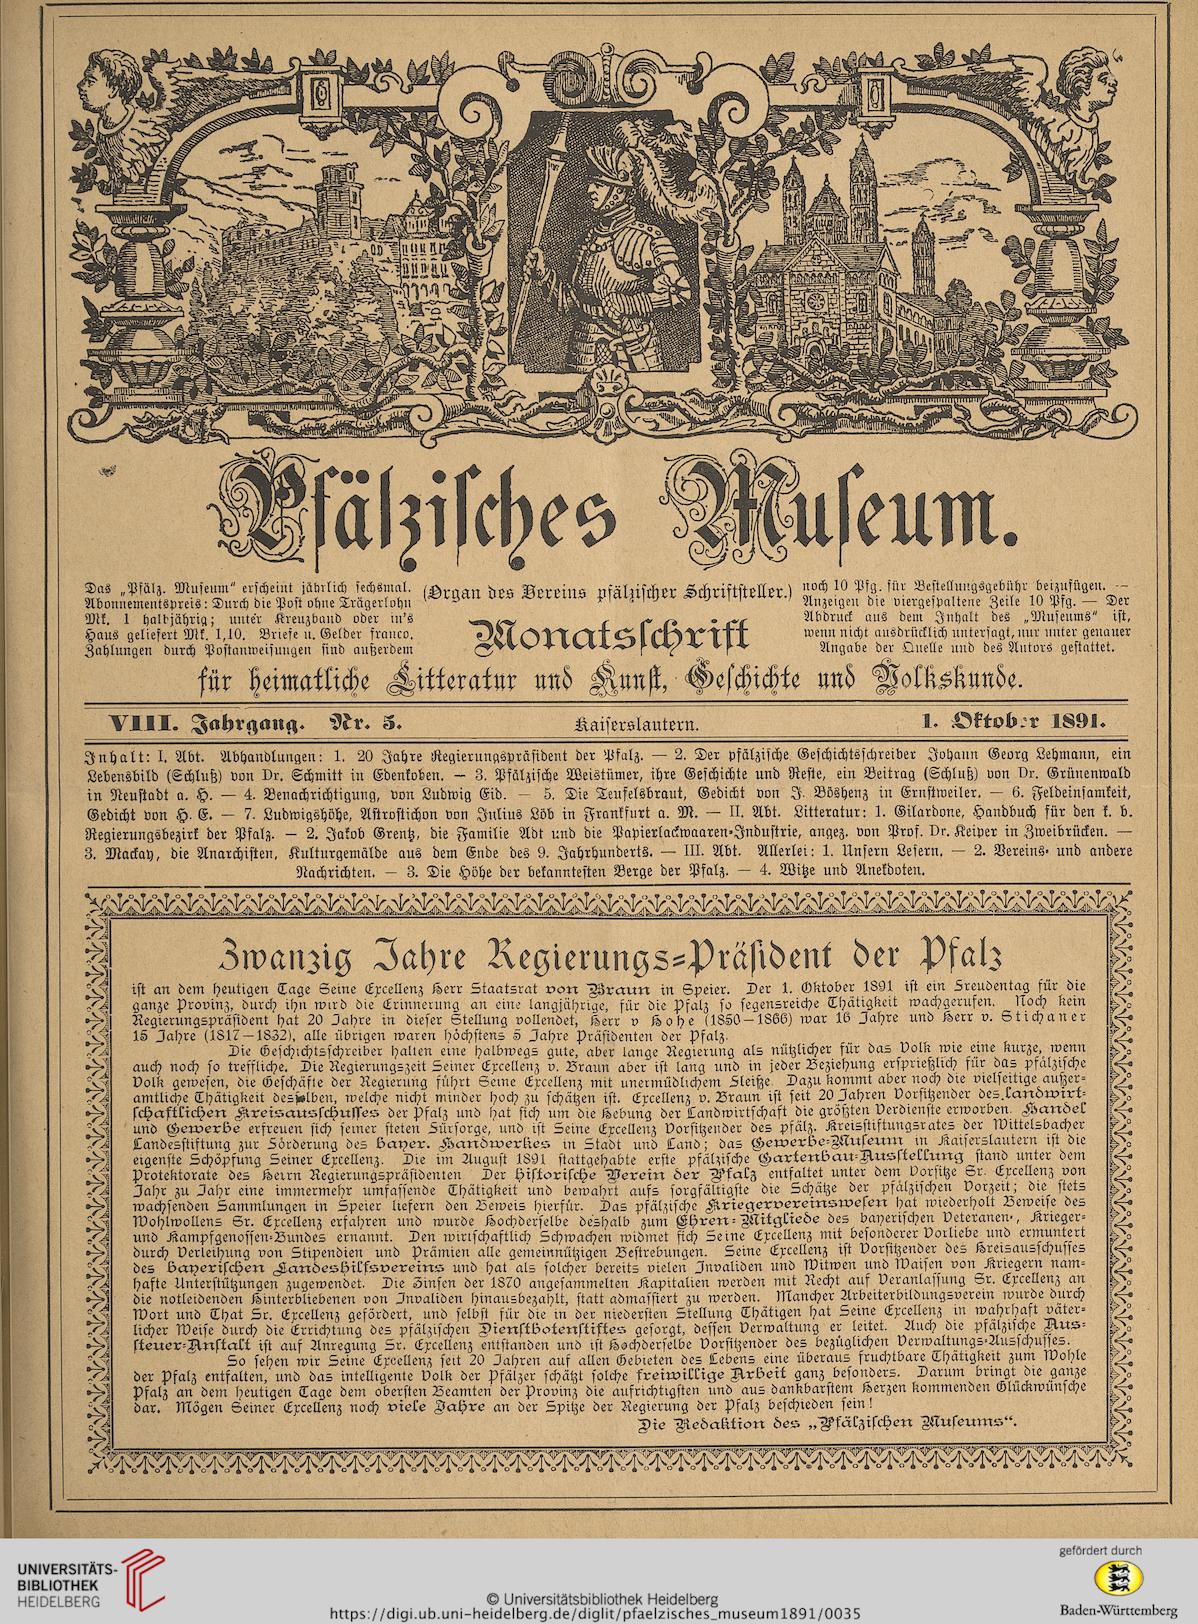 Pfälzisches Museum.
Das „Pfälz. Museum“ erscheint jährlich sechsmal.
Abonnementspreis: Durch die Post ohne Trägerlohn
Mk. 1 halbjährig; unter Kreuzband oder in's
Haus geliefert Mk. 1,10. Briefe u. Gelder franco.
Zahlungen durch Postanweisungen sind außerdem
(Organ des Vereins pfälzischer Schriftsteller.)
Monatsschrift
noch 10 Pfg. für Bestellungsgebühr beizufügen. —
Anzeigen die viergespaltene Zeile 10 Pfg. — Der
Abdruck aus dem Inhalt des „Museums“ ist,
wenn nicht ausdrücklich untersagt, nur unter genauer
Angabe der Quelle und des Autors gestattet.
für heimatliche Litteratur und Kunst, Geschichte und Volkskunde.
VIII. Jahrgang. Nr. 5. Kaiserslautern. 1. Oktober 1891.
Inhalt: I. Abt. Abhandlungen: 1. 20 Jahre Regierungspräsident der Pfalz. — 2. Der pfälzische Geschichtsschreiber Johann Georg Lehmann, ein
Lebensbild (Schluß) von Dr. Schmitt in Edenkoben. — 3. Pfälzische Weistümer, ihre Geschichte und Reste, ein Beitrag (Schluß) von Dr. Grünenwald
in Neustadt a. H. — 4. Benachrichtigung, von Ludwig Eid. — 5. Die Teufelsbraut, Gedicht von J. Böshenz in Ernstweiler. — 6. Feldeinsamkeit,
Gedicht von H. E. — 7. Ludwigshöhe, Astrostichon von Julius Löb in Frankfurt a. M. — II. Abt. Litteratur: 1. Gilardone, Handbuch für den k. b.
Regierungsbezirk der Pfalz. — 2. Jakob Grentz, die Familie Adt und die Papierlackwaaren-Industrie, angez. von Prof. Dr. Keiper in Zweibrücken. —
3. Mackay, die Anarchisten, Kulturgemälde aus dem Ende des 9. Jahrhunderts. — III. Abt. Allerlei: 1. Unsern Lesern. — 2. Vereins- und andere
Nachrichten. — 3. Die Höhe der bekanntesten Berge der Pfalz. — 4. Witze und Anekdoten.
Zwanzig Jahre Regierungs-Präsident der Pfalz
ist an dem heutigen Tage Seine Excellenz Herr Staatsrat von Braun in Speier. Der 1. Oktober 1891 ist ein Freudentag für die
ganze Provinz, durch ihn wird die Erinnerung an eine langjährige, für die Pfalz so segensreiche Thätigkeit wachgerufen. Noch kein
Regierungspräsident hat 20 Jahre in dieser Stellung vollendet, Herr v Hohe (1850—1866) war 16 Jahre und Herr v. Stichaner
15 Jahre (1817—1832), alle übrigen waren höchstens 5 Jahre Präsidenten der Pfalz.
Die Geschichtsschreiber halten eine halbwegs gute, aber lange Regierung als nützlicher für das Volk wie eine kurze, wenn
auch noch so treffliche. Die Regierungszeit Seiner Excellenz v. Braun aber ist lang und in jeder Beziehung ersprießlich für das pfälzische
Volk gewesen, die Geschäfte der Regierung führt Seine Excellenz mit unermüdlichem Fleiße. Dazu kommt aber noch die vielseitige außer-
amtliche Thätigkeit desselben, welche nicht minder hoch zu schätzen ist. Excellenz v. Braun ist seit 20 Jahren Vorsitzender des landwirt-
schaftlichen Kreisausschusses der Pfalz und hat sich um die Hebung der Landwirtschaft die größten Verdienste erworben. Handel
und Gewerbe erfreuen sich seiner steten Fürsorge, und ist Seine Excellenz Vorsitzender des pfälz. Kreisstiftungsrates der Wittelsbacher
Landesstiftung zur Förderung des bayer. Handwerkes in Stadt und Land; das Gewerbe-Museum in Kaiserslautern ist die
eigenste Schöpfung Seiner Excellenz. Die im August 1891 stattgehabte erste pfälzische Gartenbau-Ausstellung stand unter dem
Protektorate des Herrn Regierungspräsidenten. Der historische Verein der Pfalz entfaltet unter dem Vorsitze Sr. Excellenz von
Jahr zu Jahr eine immermehr umfassende Thätigkeit und bewahrt aufs sorgfältigste die Schätze der pfälzischen Vorzeit; die stets
wachsenden Sammlungen in Speier liefern den Beweis hierfür. Das pfälzische Kriegervereinswesen hat wiederholt Beweise des
Wohlwollens Sr. Excellenz erfahren und wurde Hochderselbe deshalb zum Ehren-Mitgliede des bayerischen Veteranen-, Krieger-
und Kampfgenossen-Bundes ernannt. Den wirtschaftlich Schwachen widmet sich Seine Excellenz mit besonderer Vorliebe und ermuntert
durch Verleihung von Stipendien und Prämien alle gemeinnützigen Bestrebungen. Seine Excellenz ist Vorsitzender des Kreisausschusses
des bayerischen Landeshilfsvereins und hat als solcher bereits vielen Invaliden und Witwen und Waisen von Kriegern nam-
hafte Unterstützungen zugewendet. Die Zinsen der 1870 angesammelten Kapitalien werden mit Recht auf Veranlassung Sr. Excellenz an
die notleidenden Hinterbliebenen von Invaliden hinausbezahlt, statt admassiert zu werden. Mancher Arbeiterbildungsverein wurde durch
Wort und That Sr. Excellenz gefördert, und selbst für die in der niedersten Stellung Thätigen hat Seine Excellenz in wahrhaft väter-
licher Weise durch die Errichtung des pfälzischen Dienstbotenstiftes gesorgt, dessen Verwaltung er leitet. Auch die pfälzische Aus-
steuer-Anstalt ist auf Anregung Sr. Excellenz entstanden und ist Hochderselbe Vorsitzender des bezüglichen Verwaltungs-Ausschusses.
So sehen wir Seine Excellenz seit 20 Jahren auf allen Gebieten des Lebens eine überaus fruchtbare Thätigkeit zum Wohle
der Pfalz entfalten, und das intelligente Volk der Pfälzer schätzt solche freiwillige Arbeit ganz besonders. Darum bringt die ganze
Pfalz an dem heutigen Tage dem obersten Beamten der Provinz die aufrichtigsten und aus dankbarstem Herzen kommenden Glückwünsche
dar. Mögen Seiner Excellenz noch viele Jahre an der Spitze der Regierung der Pfalz beschieden sein!
Die Redaktion des „Pfälzischen Museums“.
UNIVERSITÄTS-
BIBLIOTHEK
HEIDELBERG
© Universitätsbibliothek Heidelberg
https://digi.ub.uni-heidelberg.de/diglit/pfaelzisches_museum1891/0035
gefördert durch
Baden-Württemberg